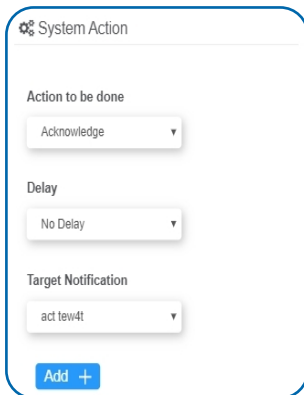 System Action
Action to be done
Acknowledge
Delay
No Delay
Target Notification
act tew4t
Add +